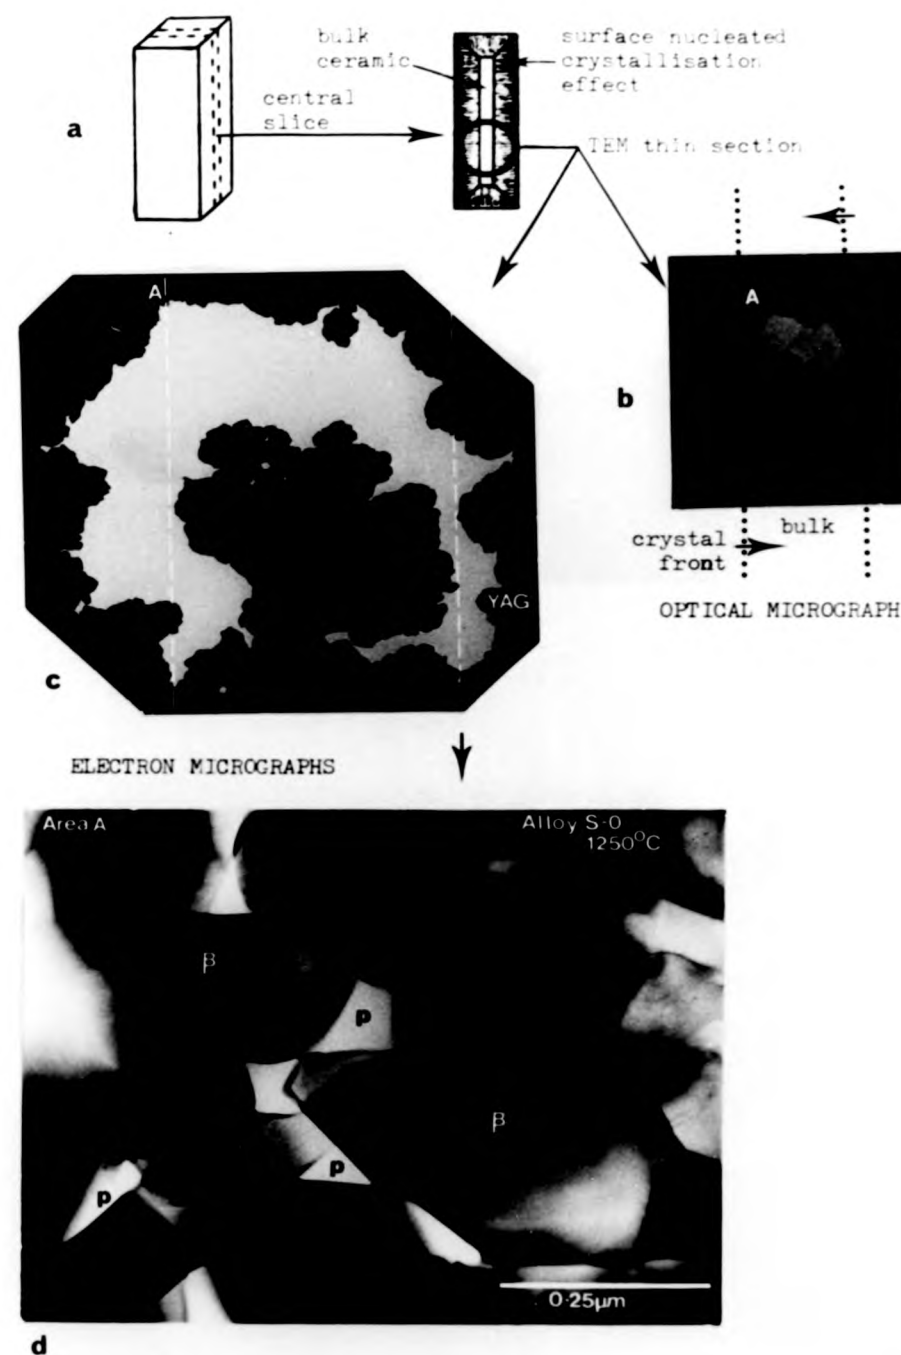 bulk
ceramic
surface nucleated
crystallisation
effect
central
slice
a
TEM thin section
A
A
b
YAG
c
bulk
crystal
front
OPTICAL MICROGRAPH
ELECTRON MICROGRAPHS
Area A
Alloy S-O
1250°C
β
p
β
p
p
0·25μm
d